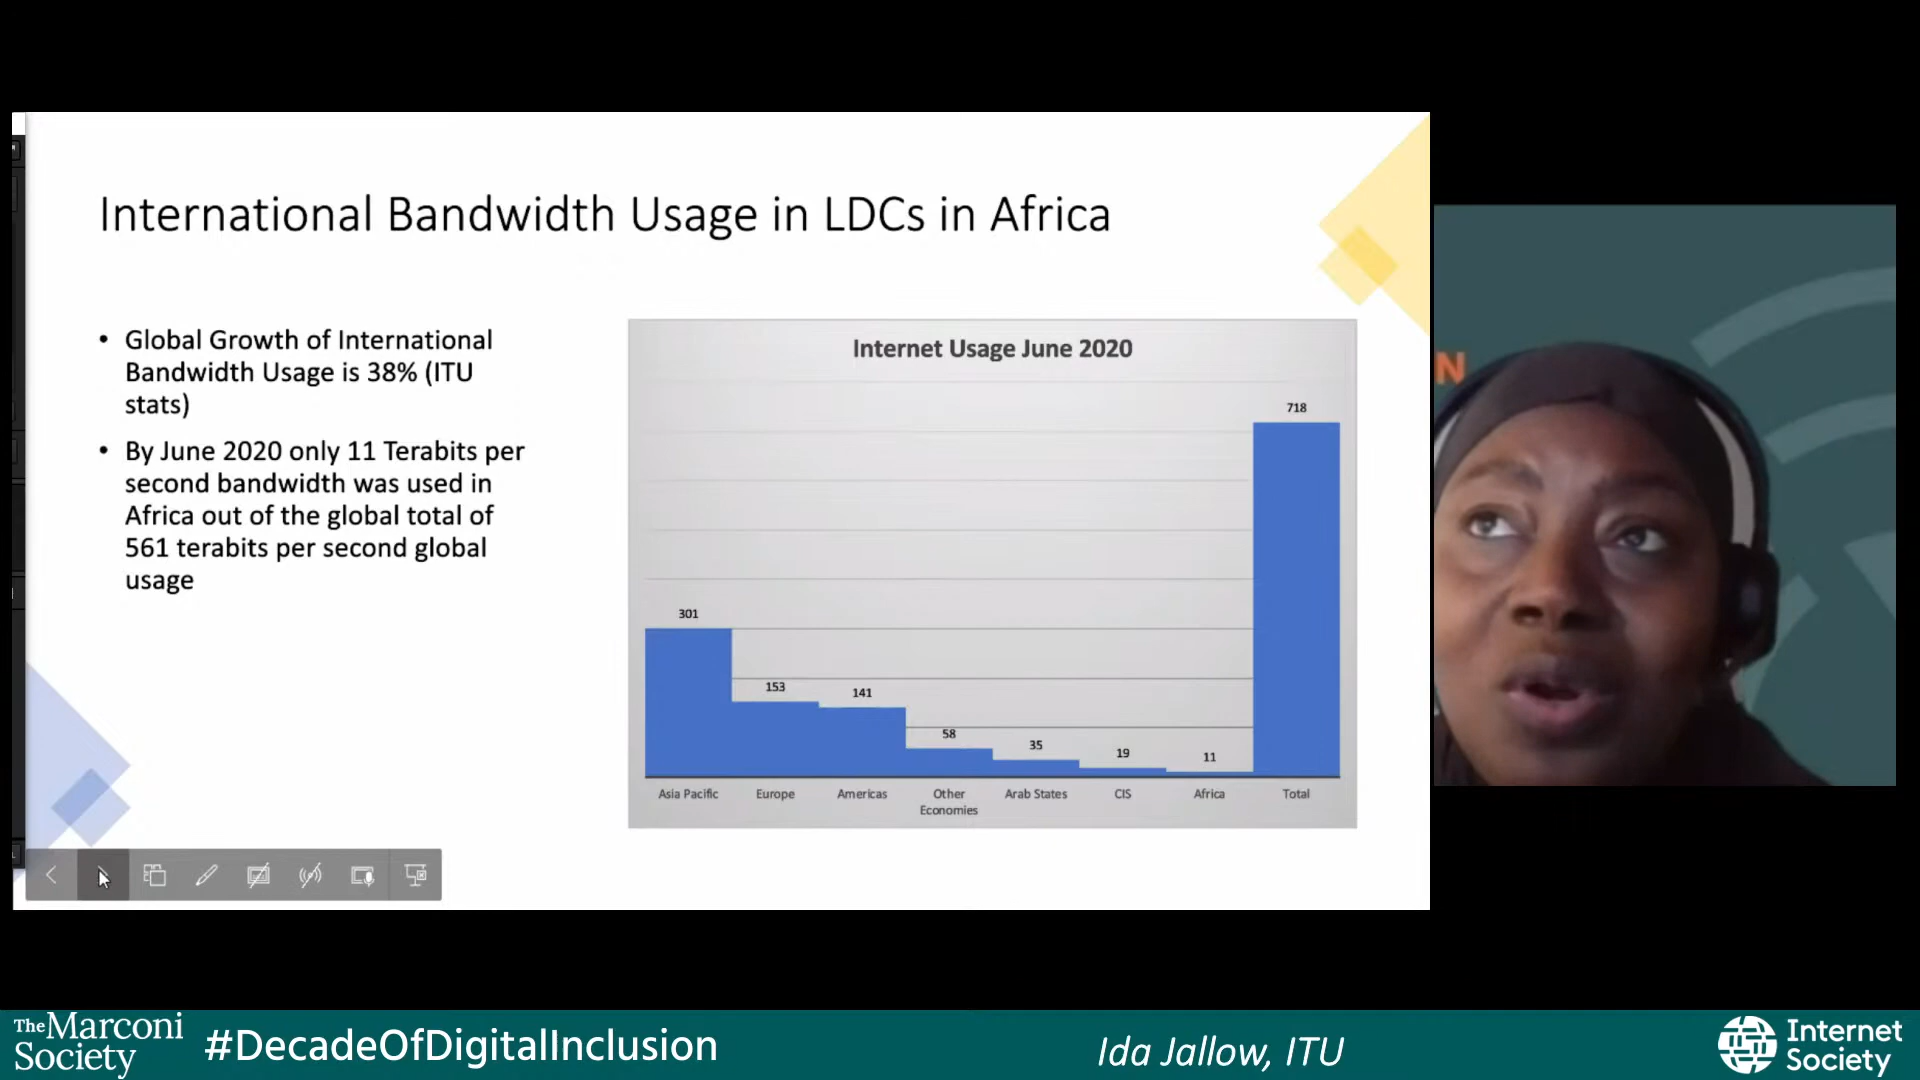 International Bandwidth Usage in LDCs in Africa
• Global Growth of International
Bandwidth Usage is 38% (ITU
stats)
• By June 2020 only 11 Terabits per
second bandwidth was used in
Africa out of the global total of
561 terabits per second global
usage
Internet Usage June 2020
718
301
153
141
58
35
19
11
Asia Pacific
Europe
Americas
Other
Economies
Arab States
CIS
Africa
Total
N
The Marconi
Society
#DecadeOfDigitalInclusion
Ida Jallow, ITU
Internet
Society